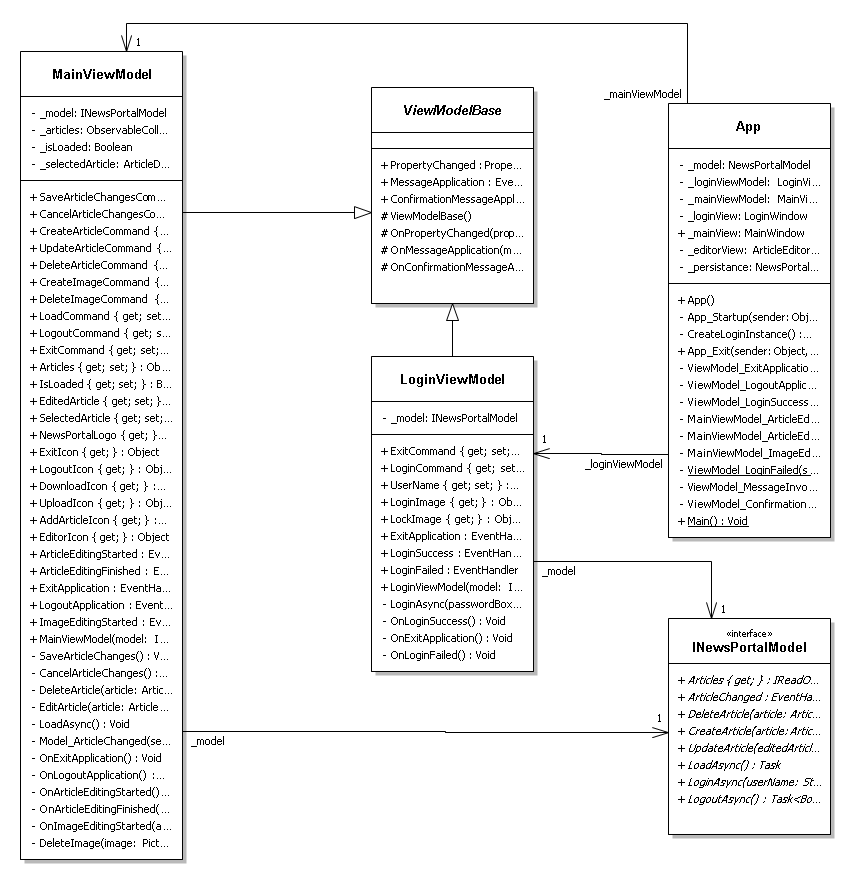 1
_mainViewModel
MainViewModel
- _model: INewsPortalModel
- _articles: ObservableColl...
- _isLoaded: Boolean
- _selectedArticle: ArticleD...
+ SaveArticleChangesCom...
+ CancelArticleChangesCo...
+ CreateArticleCommand {...
+ UpdateArticleCommand {...
+ DeleteArticleCommand {...
+ CreateImageCommand {...
+ DeleteImageCommand {...
+ LoadCommand { get; set...
+ LogoutCommand { get; s...
+ ExitCommand { get; set;...
+ Articles { get; set; } : Ob...
+ IsLoaded { get; set; } : B...
+ EditedArticle { get; set; }...
+ SelectedArticle { get; set;...
+ NewsPortalLogo { get; }...
+ ExitIcon { get; } : Object
+ LogoutIcon { get; } : Obj...
+ DownloadIcon { get; } :...
+ UploadIcon { get; } : Obj...
+ AddArticleIcon { get; } :...
+ EditorIcon { get; } : Object
+ ArticleEditingStarted : Ev...
+ ArticleEditingFinished : E...
+ ExitApplication : EventHa...
+ LogoutApplication : Event...
+ ImageEditingStarted : Ev...
+ MainViewModel(model: I...
- SaveArticleChanges() : V...
- CancelArticleChanges() :...
- DeleteArticle(article: Artic...
- EditArticle(article: Article...
- LoadAsync() : Void
- Model_ArticleChanged(se...
- OnExitApplication() : Void
- OnLogoutApplication() :...
- OnArticleEditingStarted()...
- OnArticleEditingFinished(...
- OnImageEditingStarted(a...
- DeleteImage(image: Pict...
ViewModelBase
+ PropertyChanged : Prope...
+ MessageApplication : Eve...
+ ConfirmationMessageAppl...
# ViewModelBase()
# OnPropertyChanged(prop...
# OnMessageApplication(m...
# OnConfirmationMessageA...
App
- _model: NewsPortalModel
- _loginViewModel: LoginVi...
- _mainViewModel: MainVi...
- _loginView: LoginWindow
+ _mainView: MainWindow
- _editorView: ArticleEditor...
- _persistance: NewsPortal...
+ App()
- App_Startup(sender: Obj...
- CreateLoginInstance() :...
+ App_Exit(sender: Object,...
- ViewModel_ExitApplicatio...
- ViewModel_LogoutApplic...
- ViewModel_LoginSuccess...
- MainViewModel_ArticleEd...
- MainViewModel_ArticleEd...
- MainViewModel_ImageEd...
- ViewModel_LoginFailed(s...
- ViewModel_MessageInvo...
- ViewModel_Confirmation...
+ Main() : Void
LoginViewModel
- _model: INewsPortalModel
+ ExitCommand { get; set;...
+ LoginCommand { get; set...
+ UserName { get; set; } :...
+ LoginImage { get; } : Ob...
+ LockImage { get; } : Obj...
+ ExitApplication : EventHa...
+ LoginSuccess : EventHan...
+ LoginFailed : EventHandler
+ LoginViewModel(model: I...
- LoginAsync(passwordBox...
- OnLoginSuccess() : Void
- OnExitApplication() : Void
- OnLoginFailed() : Void
1
_loginViewModel
_model
1
«interface»
INewsPortalModel
+ Articles { get; } : IReadO...
+ ArticleChanged : EventHa...
+ DeleteArticle(article: Artic...
+ CreateArticle(article: Artic...
+ UpdateArticle(editedArticl...
+ LoadAsync() : Task
+ LoginAsync(userName: St...
+ LogoutAsync() : Task<Bo...
1
_model